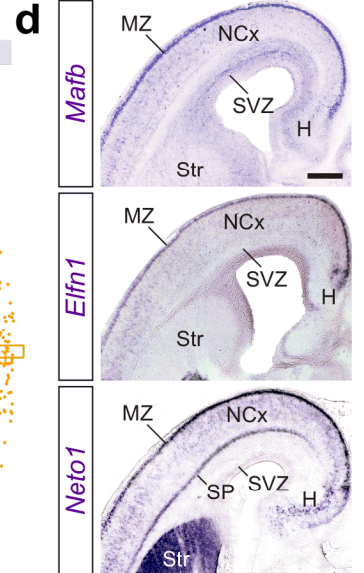 d
Mafb
MZ
NCx
SVZ
H
Str
Elfn1
MZ
NCx
SVZ
H
Str
Neto1
MZ
NCx
SP
SVZ
H
Str